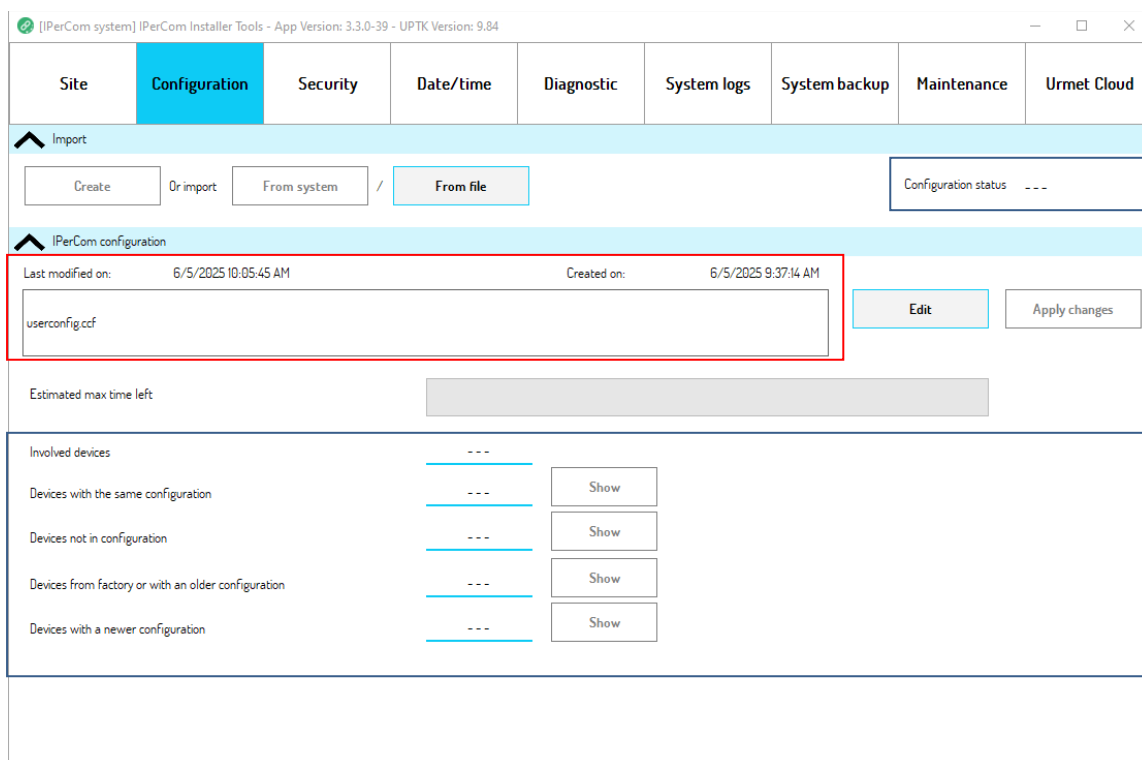 [IPerCom system] IPerCom Installer Tools - App Version: 3.3.0-39 - UPTK Version: 9.84
Site Configuration Security Date/time Diagnostic System logs System backup Maintenance Urmet Cloud
Import
Create Or import From system / From file Configuration status ---
IPerCom configuration
Last modified on: 6/5/2025 10:05:45 AM Created on: 6/5/2025 9:37:14 AM
userconfig.ccf Edit Apply changes
Estimated max time left
Involved devices ---
Devices with the same configuration --- Show
Devices not in configuration --- Show
Devices from factory or with an older configuration --- Show
Devices with a newer configuration --- Show